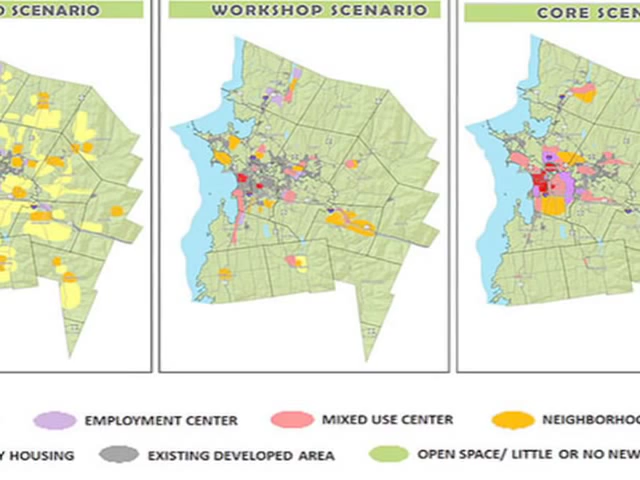 SCENARIO
WORKSHOP SCENARIO
CORE SCEN
EMPLOYMENT CENTER
MIXED USE CENTER
NEIGHBORHOO
Y HOUSING
EXISTING DEVELOPED AREA
OPEN SPACE/ LITTLE OR NO NEW